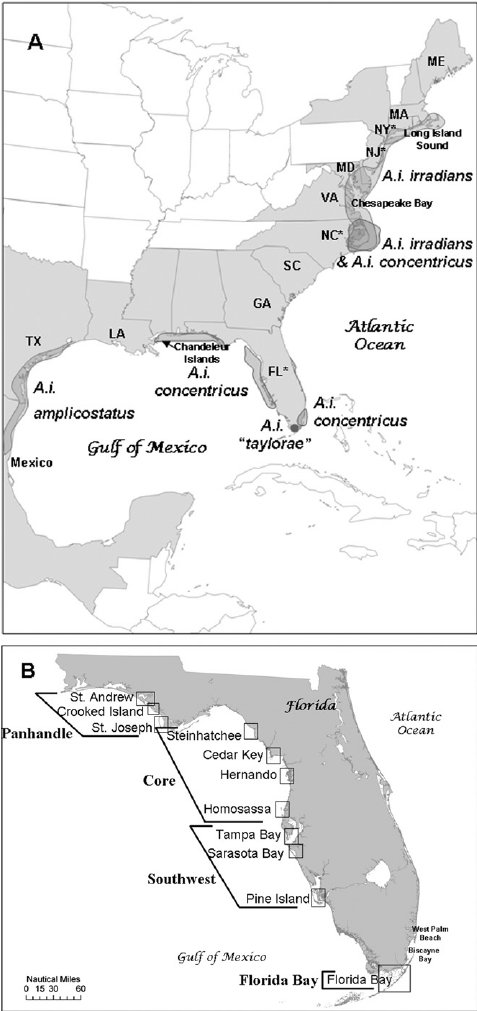 A
ME
MA
NY*
Long Island
Sound
NJ*
MD
A.i. irradians
VA
Chesapeake Bay
NC*
A.i. irradians
& A.i. concentricus
SC
GA
Atlantic
Ocean
TX
LA
Chandeleur
Islands
A.i.
concentricus
FL*
A.i.
amplicostatus
A.i.
concentricus
A.i.
"taylorae"
Gulf of Mexico
Mexico
B
St. Andrew
Crooked Island
St. Joseph
Panhandle
Florida
Atlantic
Ocean
Steinhatchee
Cedar Key
Hernando
Core
Homosassa
Tampa Bay
Sarasota Bay
Southwest
Pine Island
West Palm
Beach
Biscayne
Bay
Gulf of Mexico
Florida Bay
Florida Bay
Nautical Miles
0 15 30 60